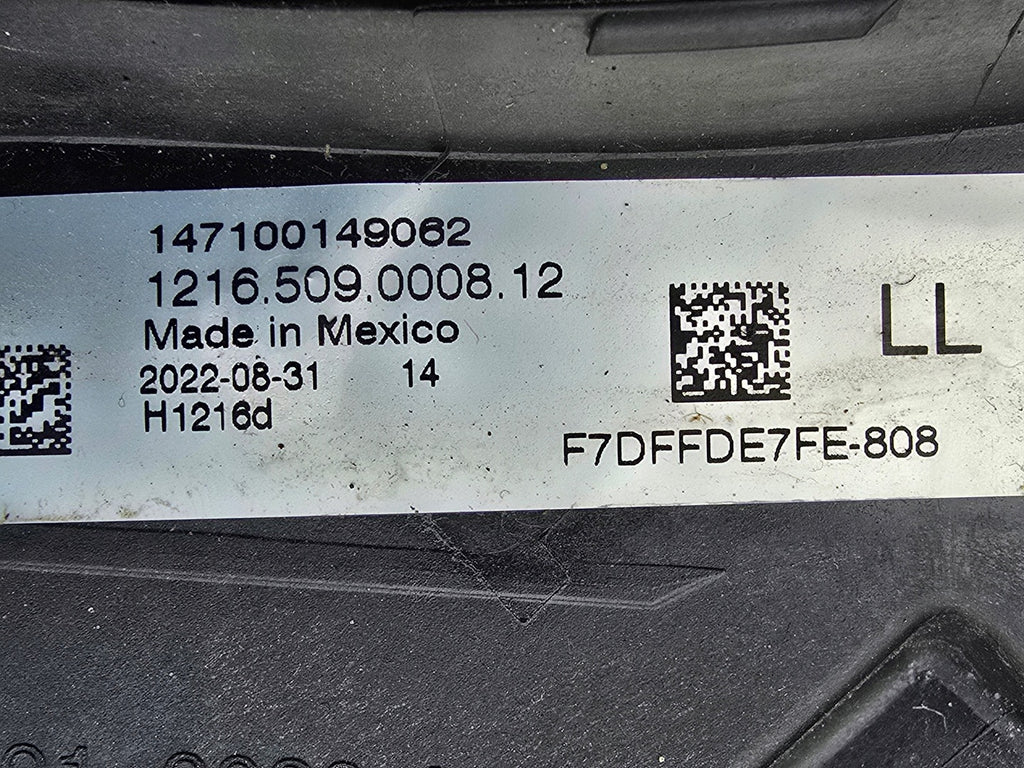 147100149062
1216.509.0008.12
Made in Mexico
2022-08-31 14
H1216d
LL
F7DFFDE7FE-808